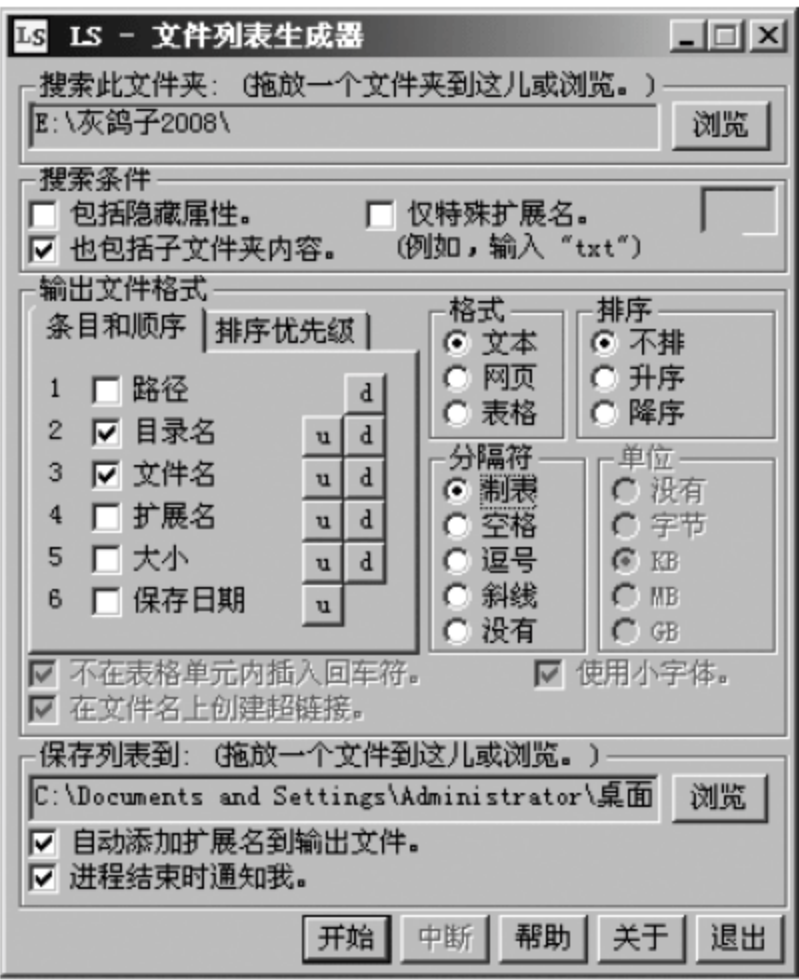 LS LS - 文件列表生成器
搜索此文件夹: (拖放一个文件夹到这儿或浏览。)
E:\灰鸽子2008\ 浏览
搜索条件
包括隐藏属性。 仅特殊扩展名。
也包括子文件夹内容。 (例如，输入 "txt")
输出文件格式
条目和顺序 排序优先级
1 路径 d
2 目录名 u d
3 文件名 u d
4 扩展名 u d
5 大小 u d
6 保存日期 u
格式
文本
网页
表格
排序
不排
升序
降序
分隔符
制表
空格
逗号
斜线
没有
单位
没有
字节
KB
MB
GB
不在表格单元内插入回车符。 使用小字体。
在文件名上创建超链接。
保存列表到: (拖放一个文件到这儿或浏览。)
C:\Documents and Settings\Administrator\桌面 浏览
自动添加扩展名到输出文件。
进程结束时通知我。
开始 中断 帮助 关于 退出